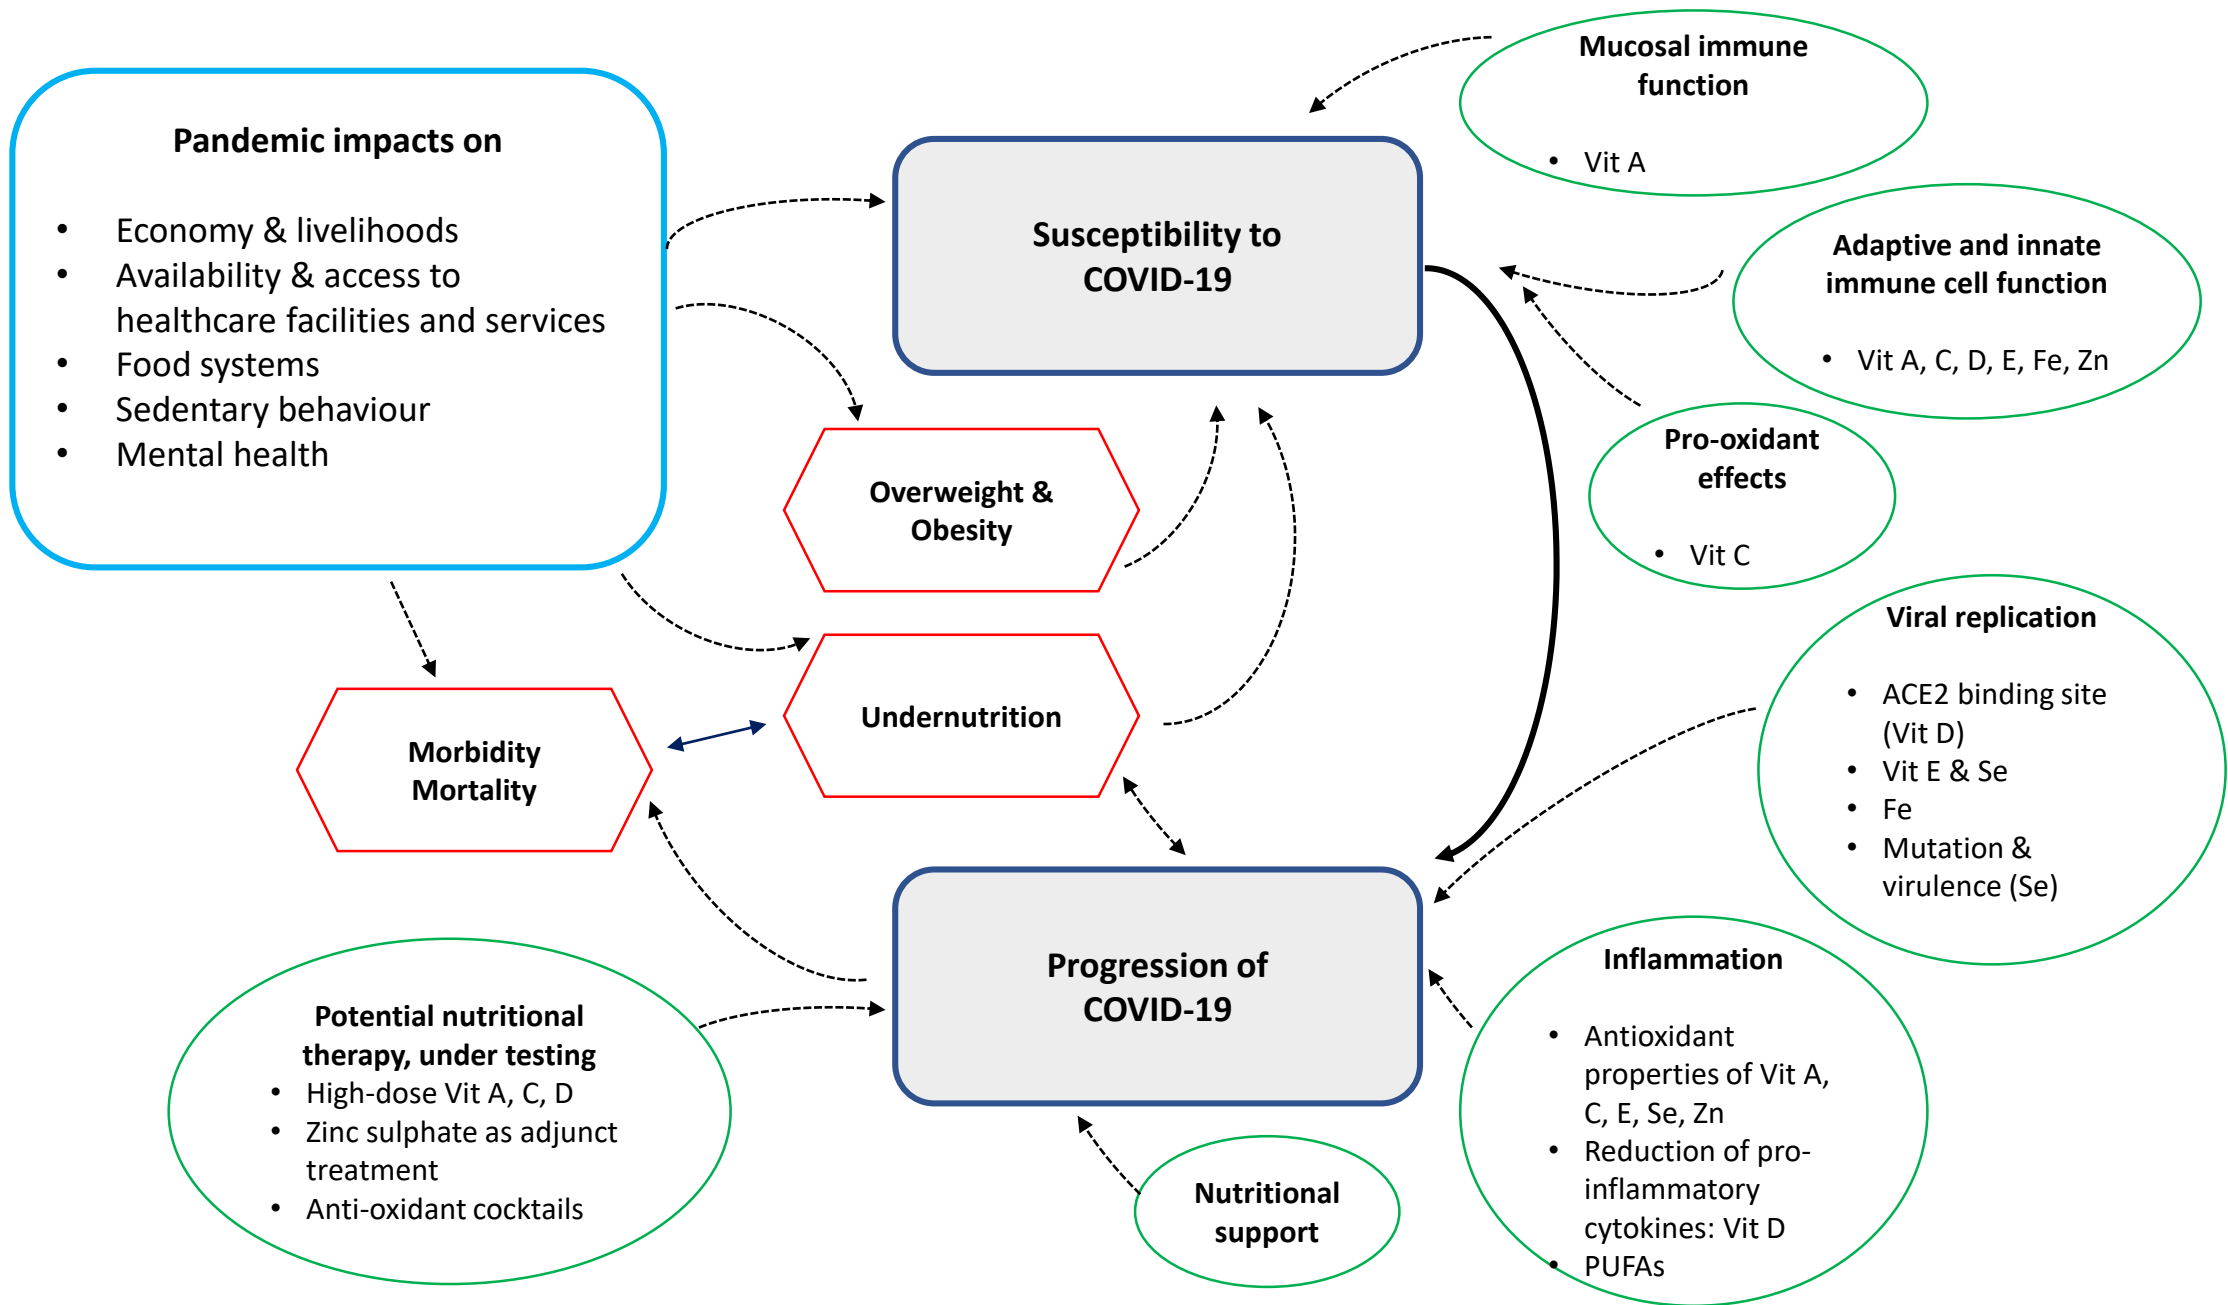 Pandemic impacts on
• Economy & livelihoods
• Availability & access to
healthcare facilities and services
• Food systems
• Sedentary behaviour
• Mental health
Susceptibility to
COVID-19
Mucosal immune
function
• Vit A
Adaptive and innate
immune cell function
• Vit A, C, D, E, Fe, Zn
Pro-oxidant
effects
• Vit C
Overweight &
Obesity
Undernutrition
Morbidity
Mortality
Viral replication
• ACE2 binding site
(Vit D)
• Vit E & Se
• Fe
• Mutation &
virulence (Se)
Progression of
COVID-19
Inflammation
• Antioxidant
properties of Vit A,
C, E, Se, Zn
• Reduction of pro-
inflammatory
cytokines: Vit D
• PUFAs
Potential nutritional
therapy, under testing
• High-dose Vit A, C, D
• Zinc sulphate as adjunct
treatment
• Anti-oxidant cocktails
Nutritional
support